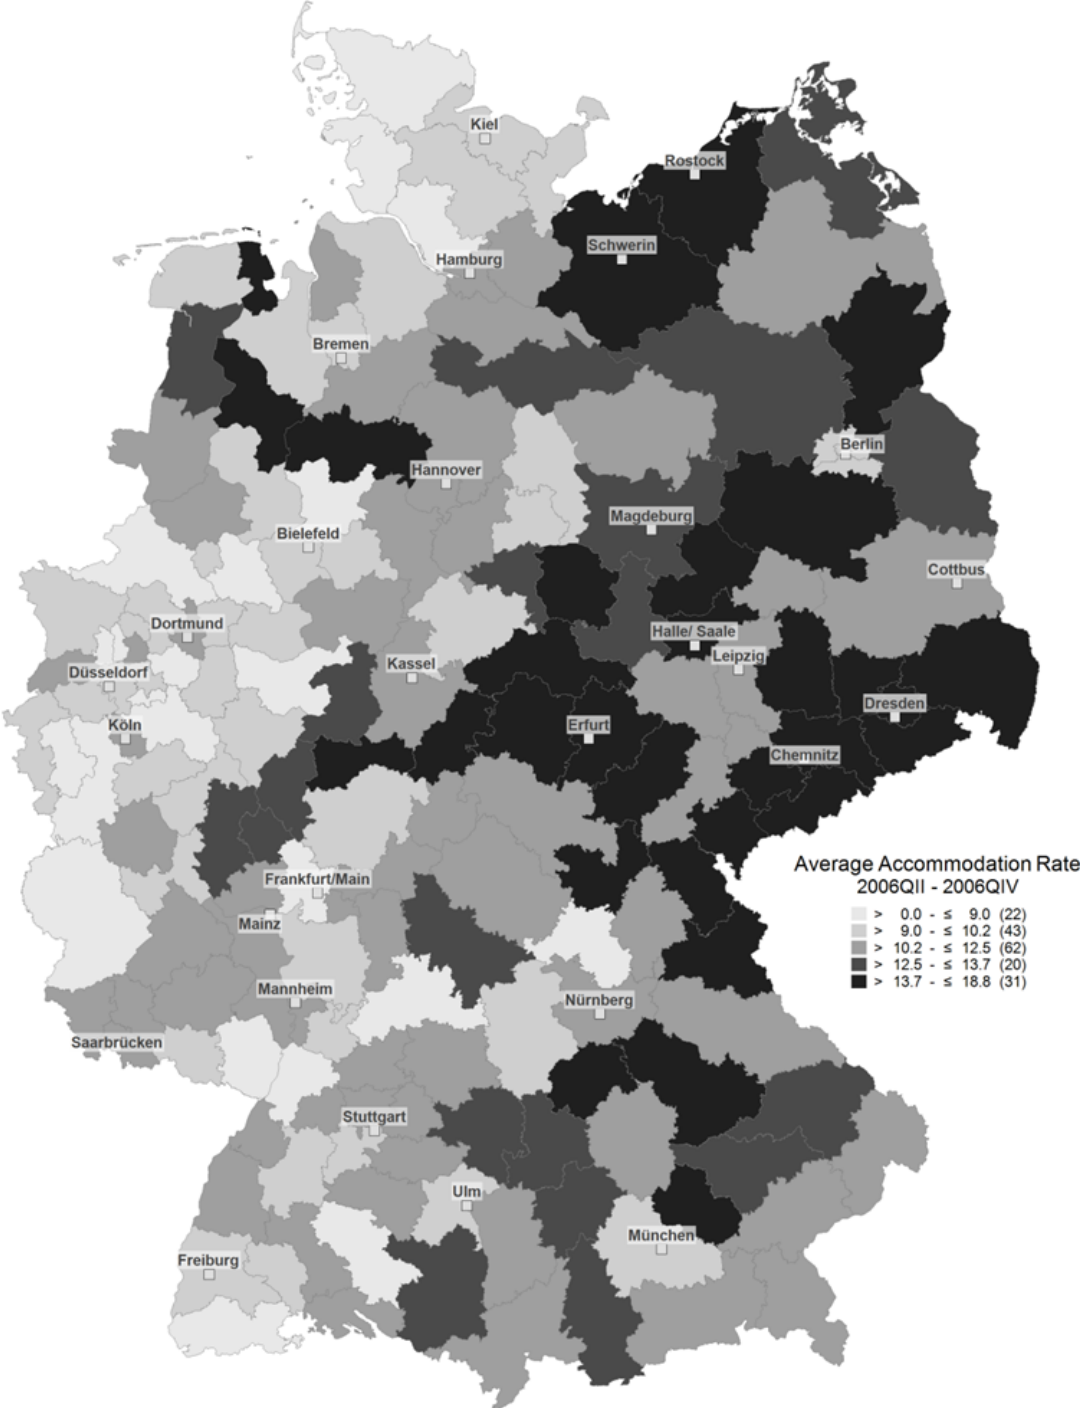 Kiel
Rostock
Schwerin
Hamburg
Bremen
Berlin
Hannover
Magdeburg
Bielefeld
Cottbus
Dortmund
Halle/ Saale
Leipzig
Kassel
Düsseldorf
Dresden
Köln
Erfurt
Chemnitz
Average Accommodation Rate
2006QII - 2006QIV
> 0.0 - ≤ 9.0 (22)
> 9.0 - ≤ 10.2 (43)
> 10.2 - ≤ 12.5 (62)
> 12.5 - ≤ 13.7 (20)
> 13.7 - ≤ 18.8 (31)
Frankfurt/Main
Mainz
Mannheim
Nürnberg
Saarbrücken
Stuttgart
Ulm
München
Freiburg